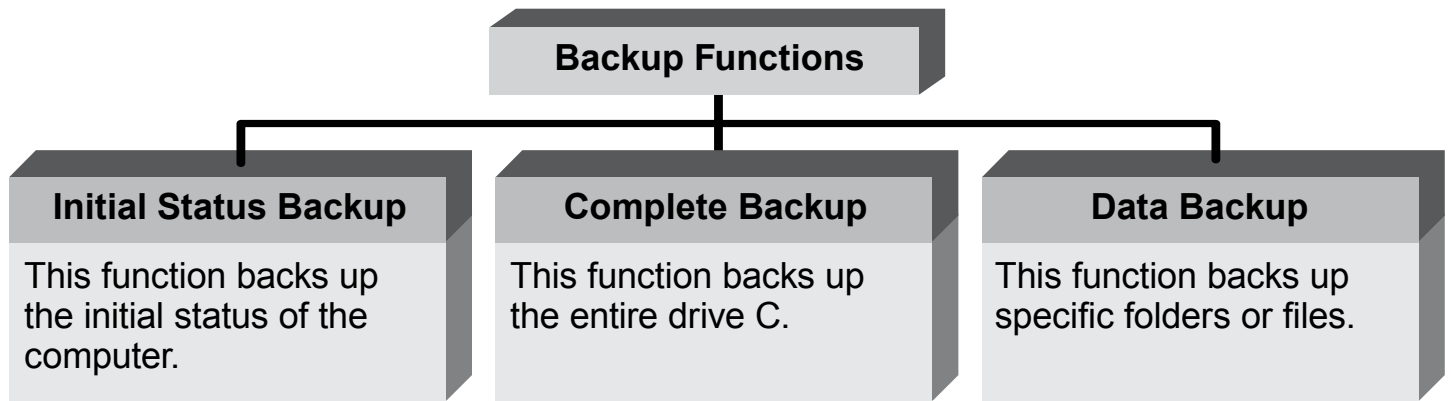 Backup Functions
Initial Status Backup
This function backs up
the initial status of the
computer.
Complete Backup
This function backs up
the entire drive C.
Data Backup
This function backs up
specific folders or files.